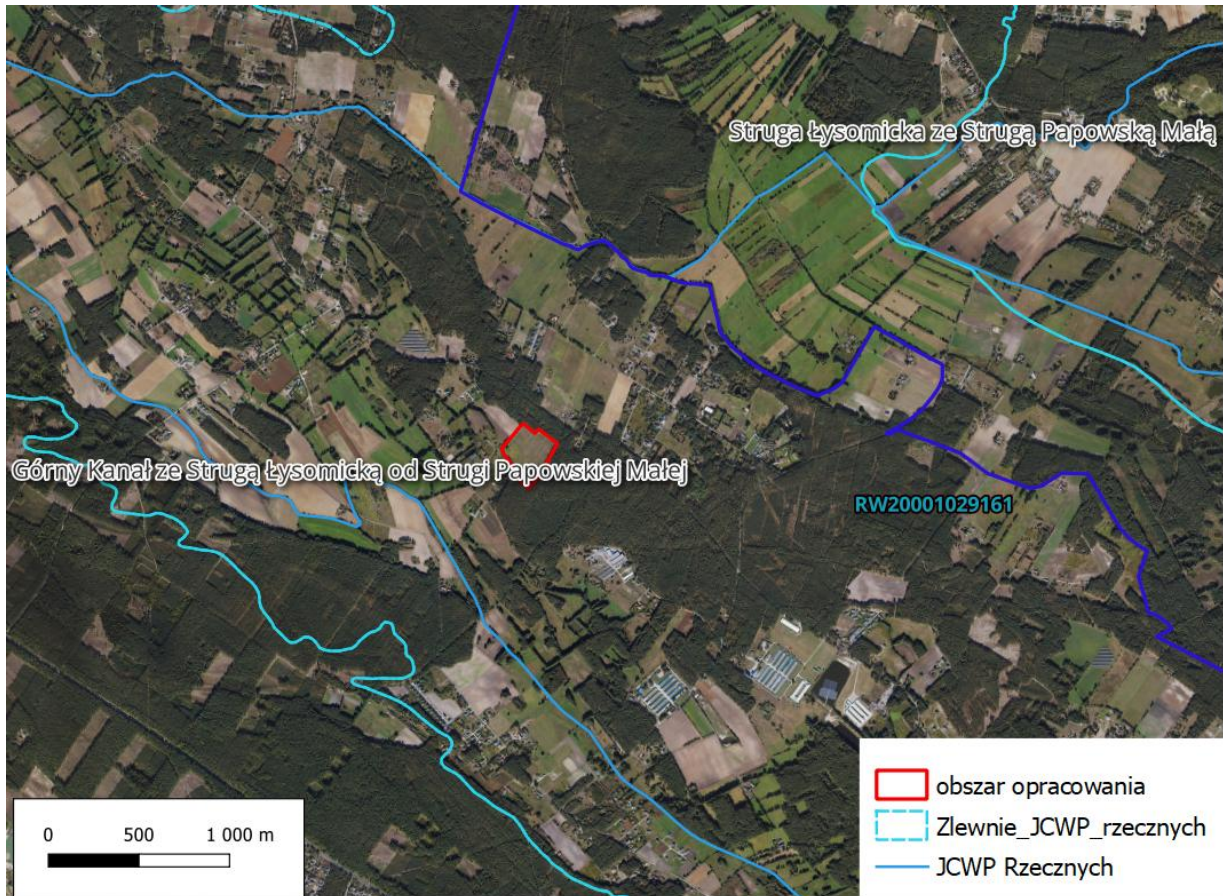 Struga Łysomicka ze Strugą Papowską Małą
Górny Kanał ze Strugą Łysomicką od Strugi Papowskiej Małej
RW20001029161
obszar opracowania
Zlewnie_JCWP_rzecznych
JCWP Rzecznych
0 500 1 000 m